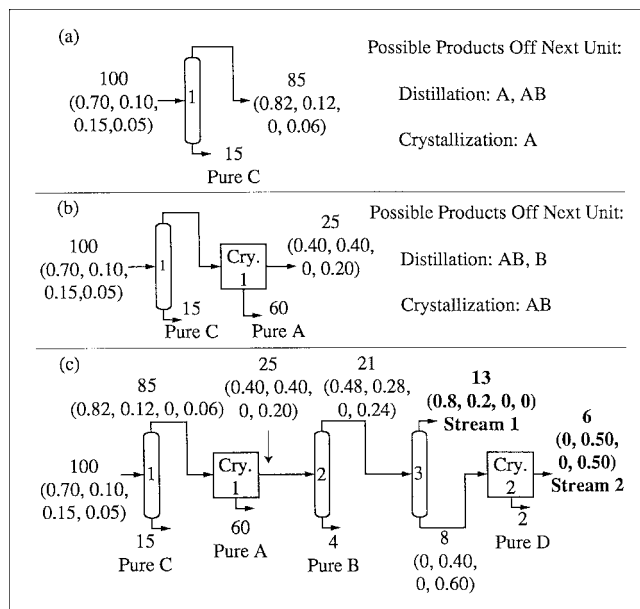 (a)
Possible Products Off Next Unit:
100
(0.70, 0.10,
0.15,0.05)
1
85
(0.82, 0.12,
0, 0.06)
Distillation: A, AB
Crystallization: A
15
Pure C
(b)
Possible Products Off Next Unit:
100
(0.70, 0.10,
0.15,0.05)
1
Cry.
1
25
(0.40, 0.40,
0, 0.20)
Distillation: AB, B
Crystallization: AB
15
Pure C
60
Pure A
(c)
85
(0.82, 0.12, 0, 0.06)
25
(0.40, 0.40,
0, 0.20)
21
(0.48, 0.28,
0, 0.24)
13
(0.8, 0.2, 0, 0)
Stream 1
6
(0, 0.50,
0, 0.50)
Stream 2
100
(0.70, 0.10,
0.15, 0.05)
1
Cry.
1
2
3
Cry.
2
15
Pure C
60
Pure A
4
Pure B
8
(0, 0.40,
0, 0.60)
2
Pure D